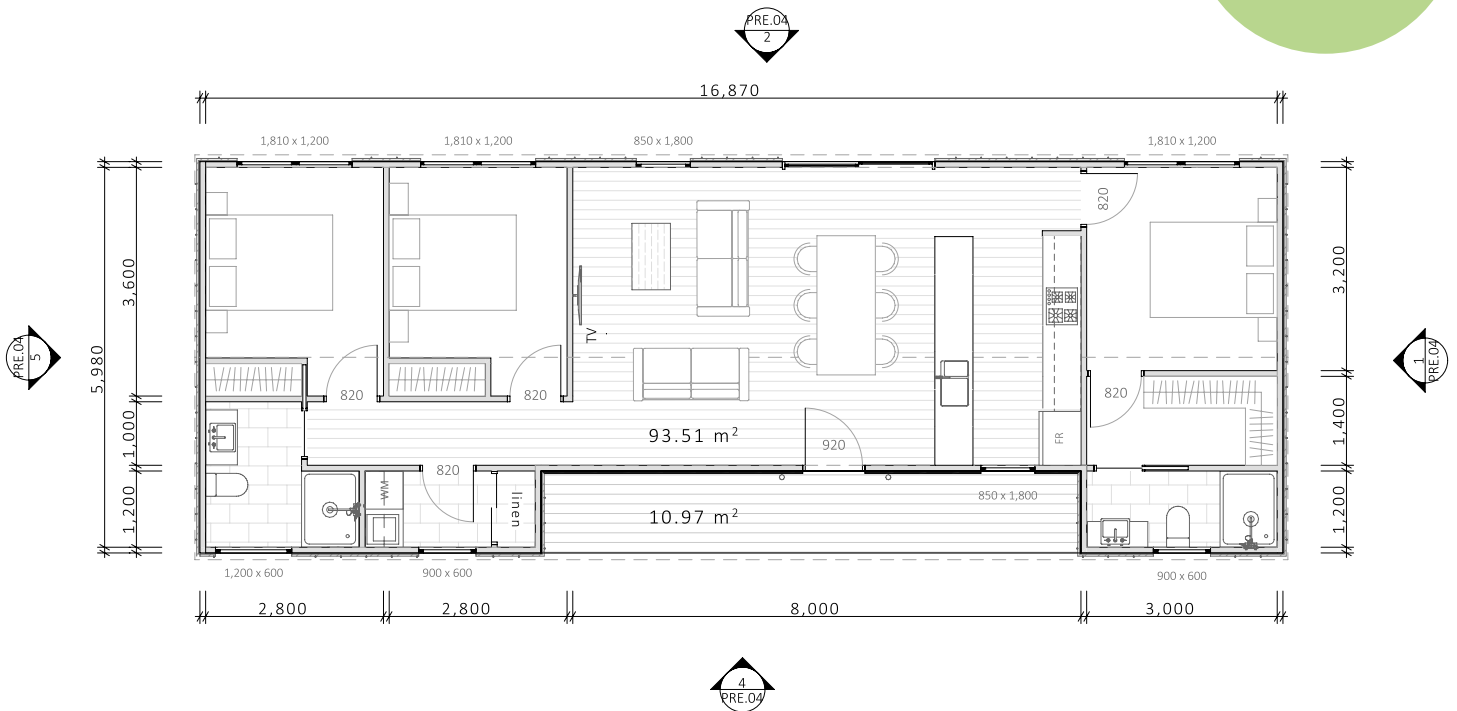 PRE.04
2
16,870
1,810 x 1,200
1,810 x 1,200
850 x 1,800
1,810 x 1,200
820
3,600
5,980
3,200
PRE.04
5
TV
1
PRE.04
820
820
820
1,000
93.51 m²
920
FR
1,400
820
WM
linen
850 x 1,800
10.97 m²
1,200
1,200
1,200 x 600
900 x 600
900 x 600
2,800
2,800
8,000
3,000
4
PRE.04